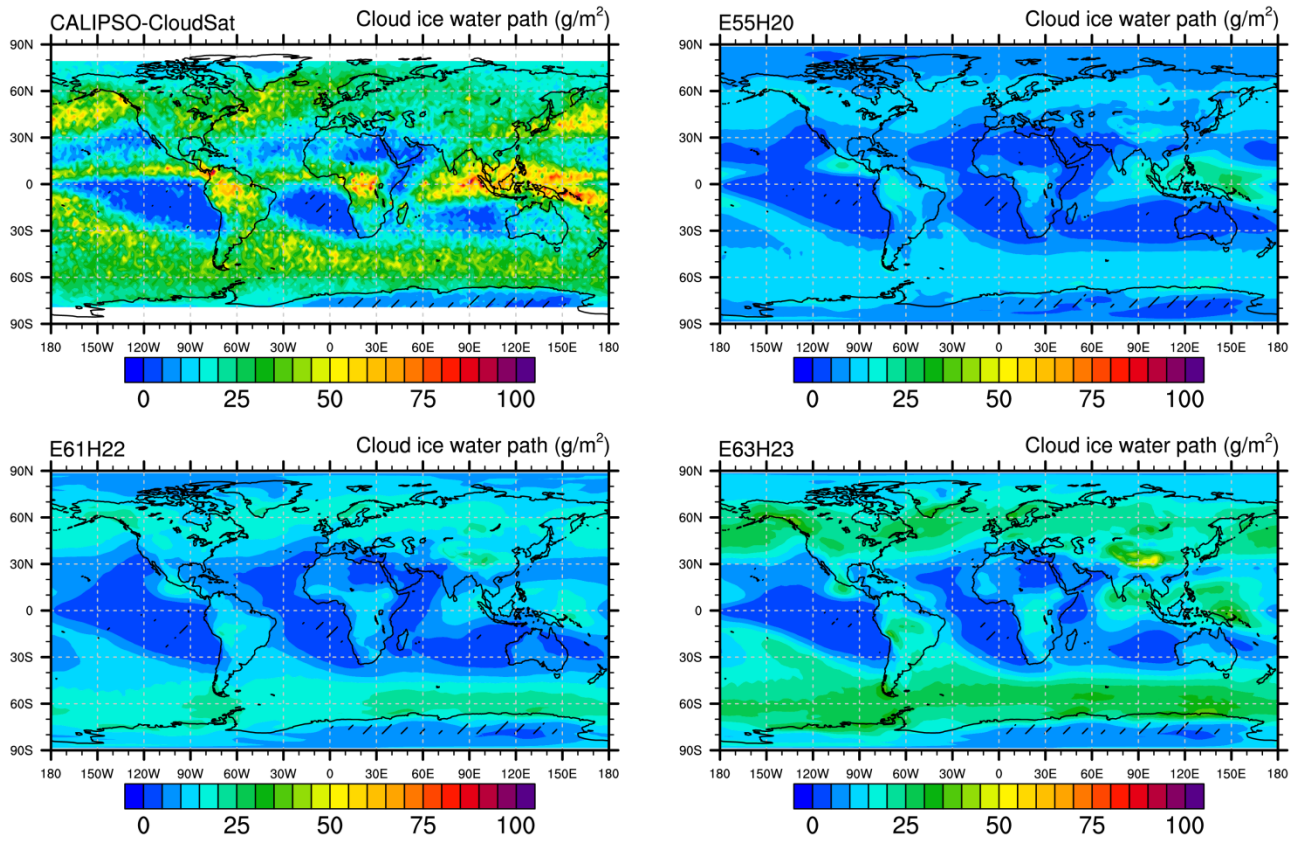 CALIPSO-CloudSat Cloud ice water path (g/m²)
90N
60N
30N
0
30S
60S
90S
180 150W 120W 90W 60W 30W 0 30E 60E 90E 120E 150E 180
0 25 50 75 100
E55H20 Cloud ice water path (g/m²)
90N
60N
30N
0
30S
60S
90S
180 150W 120W 90W 60W 30W 0 30E 60E 90E 120E 150E 180
0 25 50 75 100
E61H22 Cloud ice water path (g/m²)
90N
60N
30N
0
30S
60S
90S
180 150W 120W 90W 60W 30W 0 30E 60E 90E 120E 150E 180
0 25 50 75 100
E63H23 Cloud ice water path (g/m²)
90N
60N
30N
0
30S
60S
90S
180 150W 120W 90W 60W 30W 0 30E 60E 90E 120E 150E 180
0 25 50 75 100